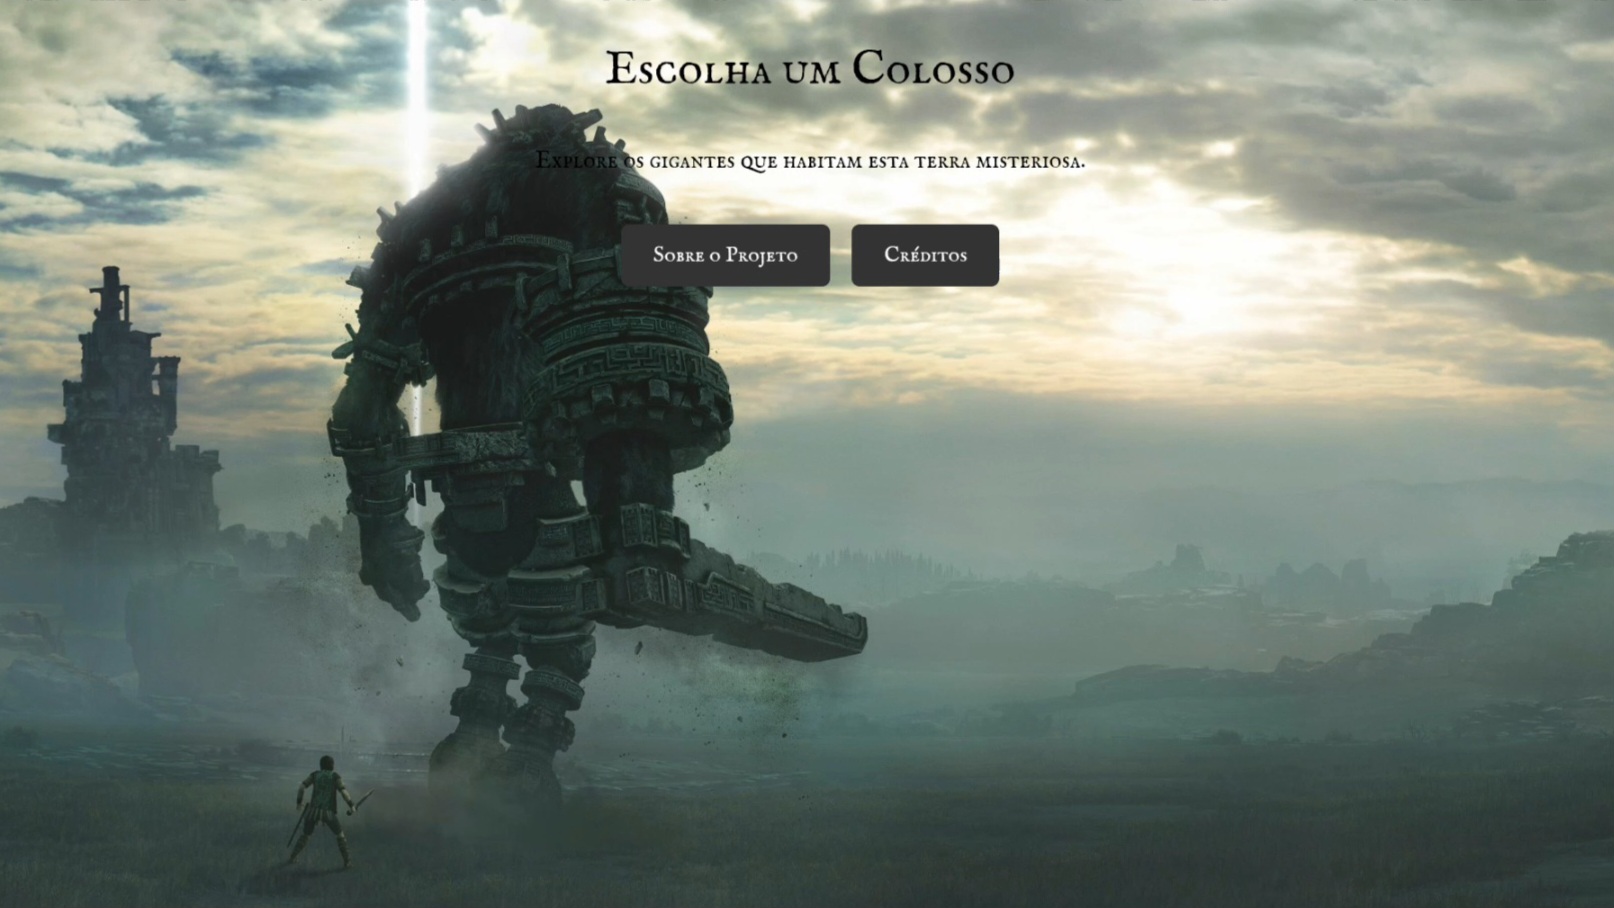 Escolha um Colosso
Explore os gigantes que habitam esta terra misteriosa.
Sobre o Projeto
Créditos